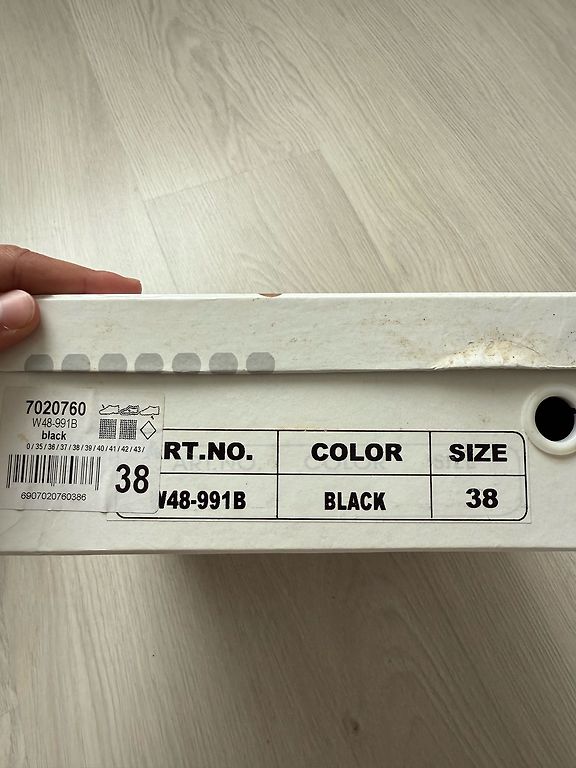 7020760
W48-991B
black
0 / 35 / 36 / 37 / 38 / 39 / 40 / 41 / 42 / 43 /
38
6907020760386
RT.NO. COLOR SIZE
W48-991B BLACK 38